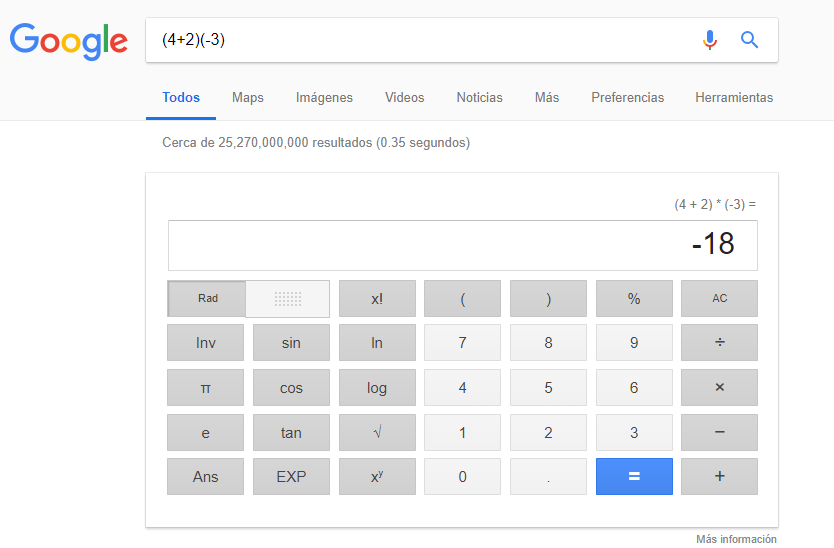 Google (4+2)(-3)
Todos Maps Imágenes Videos Noticias Más Preferencias Herramientas
Cerca de 25,270,000,000 resultados (0.35 segundos)
(4 + 2) * (-3) =
-18
Rad x! ( ) % AC
Inv sin ln 7 8 9 ÷
π cos log 4 5 6 ×
e tan √ 1 2 3 −
Ans EXP xʸ 0 . = +
Más información